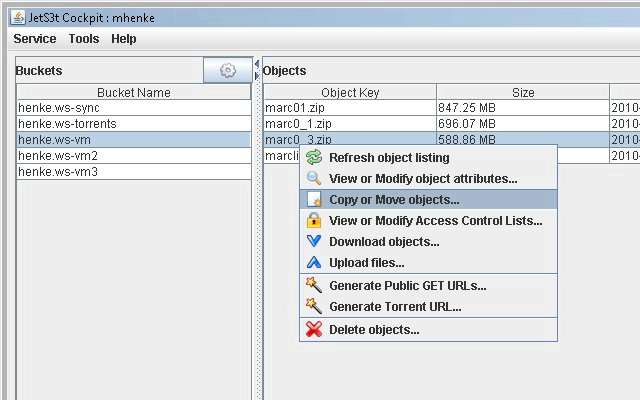 JetS3t Cockpit : mhenke
Service Tools Help
Buckets
Objects
Bucket Name
Object Key Size
henke.ws-sync
marc01.zip 847.25 MB 2010-
henke.ws-torrents
marc0_1.zip 696.07 MB 2010-
henke.ws-vm
marc0_3.zip 588.86 MB 2010-
henke.ws-vm2
marcli 2010-
henke.ws-vm3
Refresh object listing
View or Modify object attributes...
Copy or Move objects...
View or Modify Access Control Lists...
Download objects...
Upload files...
Generate Public GET URLs...
Generate Torrent URL...
Delete objects...